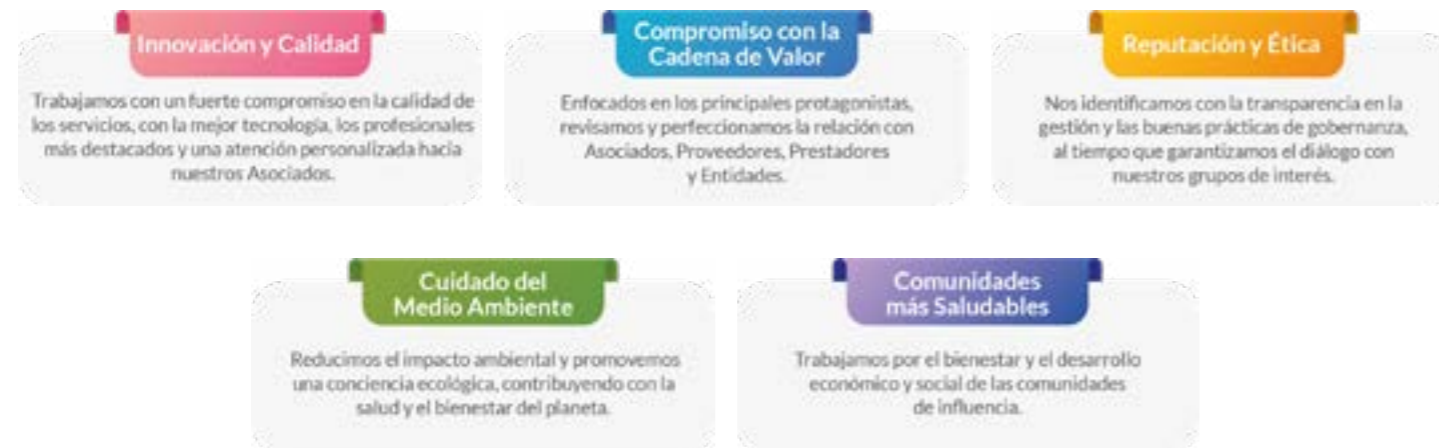 Innovación y Calidad
Trabajamos con un fuerte compromiso en la calidad de
los servicios, con la mejor tecnología, los profesionales
más destacados y una atención personalizada hacia
nuestros Asociados.
Compromiso con la
Cadena de Valor
Enfocados en los principales protagonistas,
revisamos y perfeccionamos la relación con
Asociados, Proveedores, Prestadores
y Entidades.
Reputación y Ética
Nos identificamos con la transparencia en la
gestión y las buenas prácticas de gobernanza,
al tiempo que garantizamos el diálogo con
nuestros grupos de interés.
Cuidado del
Medio Ambiente
Reducimos el impacto ambiental y promovemos
una conciencia ecológica, contribuyendo con la
salud y el bienestar del planeta.
Comunidades
más Saludables
Trabajamos por el bienestar y el desarrollo
económico y social de las comunidades
de influencia.